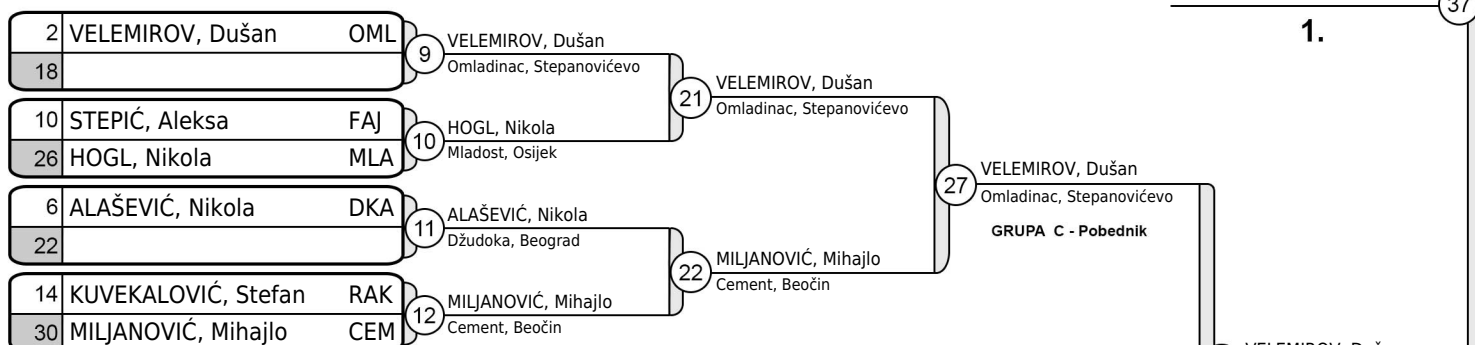 37
1.
2 VELEMIROV, Dušan OML
18
9
VELEMIROV, Dušan
Omladinac, Stepanovićevo
10 STEPIĆ, Aleksa FAJ
26 HOGL, Nikola MLA
10
HOGL, Nikola
Mladost, Osijek
21
VELEMIROV, Dušan
Omladinac, Stepanovićevo
6 ALAŠEVIĆ, Nikola DKA
22
11
ALAŠEVIĆ, Nikola
Džudoka, Beograd
14 KUVEKALOVIĆ, Stefan RAK
30 MILJANOVIĆ, Mihajlo CEM
12
MILJANOVIĆ, Mihajlo
Cement, Beočin
22
MILJANOVIĆ, Mihajlo
Cement, Beočin
27
VELEMIROV, Dušan
Omladinac, Stepanovićevo
GRUPA C - Pobednik
VELEMIROV, Dušan